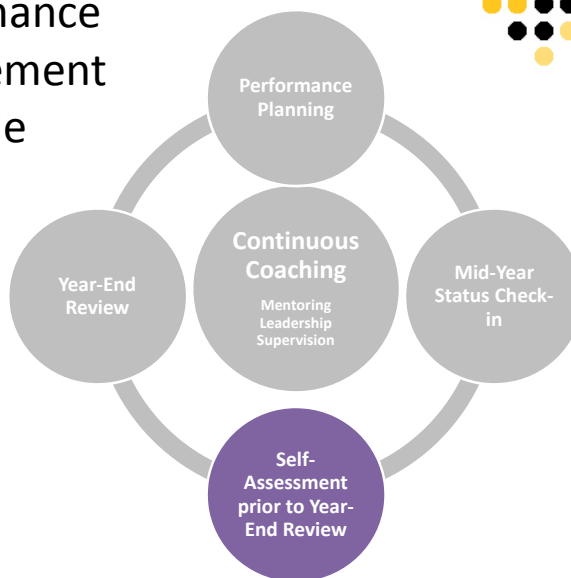 nance
ement
e
Performance
Planning
Continuous
Coaching
Mentoring
Leadership
Supervision
Year-End
Review
Mid-Year
Status Check-
in
Self-
Assessment
prior to Year-
End Review